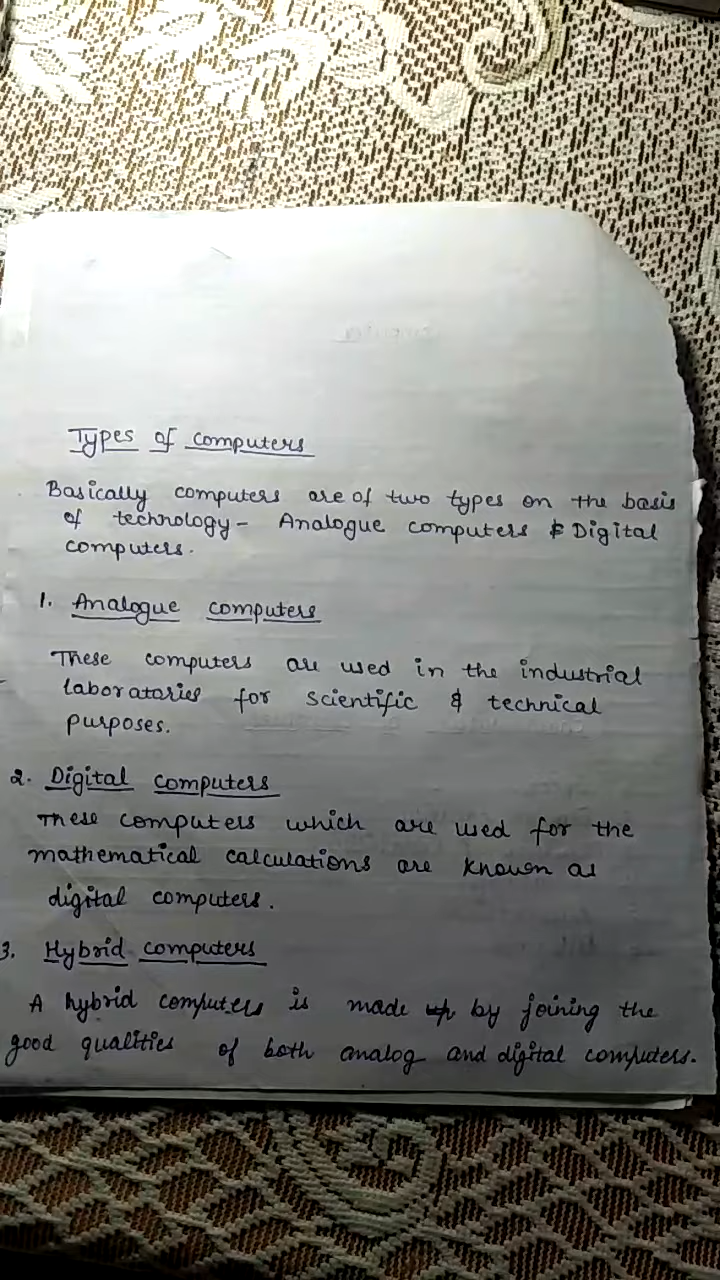 Types of computers
Basically computers are of two types on the basis
of technology - Analogue computers & Digital
computers.
1. Analogue computers
These computers are used in the industrial
laboratories for scientific & technical
purposes.
2. Digital computers
These computers which are used for the
mathematical calculations are known as
digital computers.
3. Hybrid computers
A hybrid computers is made up by joining the
good qualities of both analog and digital computers.